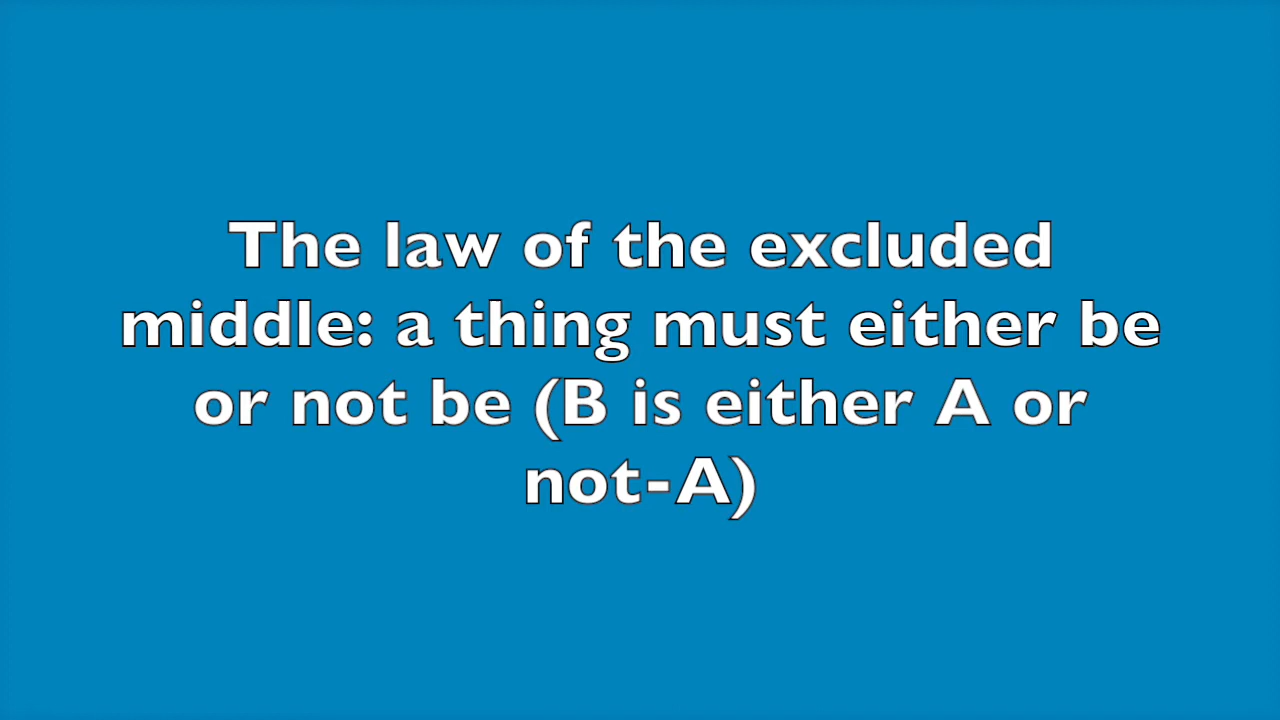 The law of the excluded
middle: a thing must either be
or not be (B is either A or
not-A)